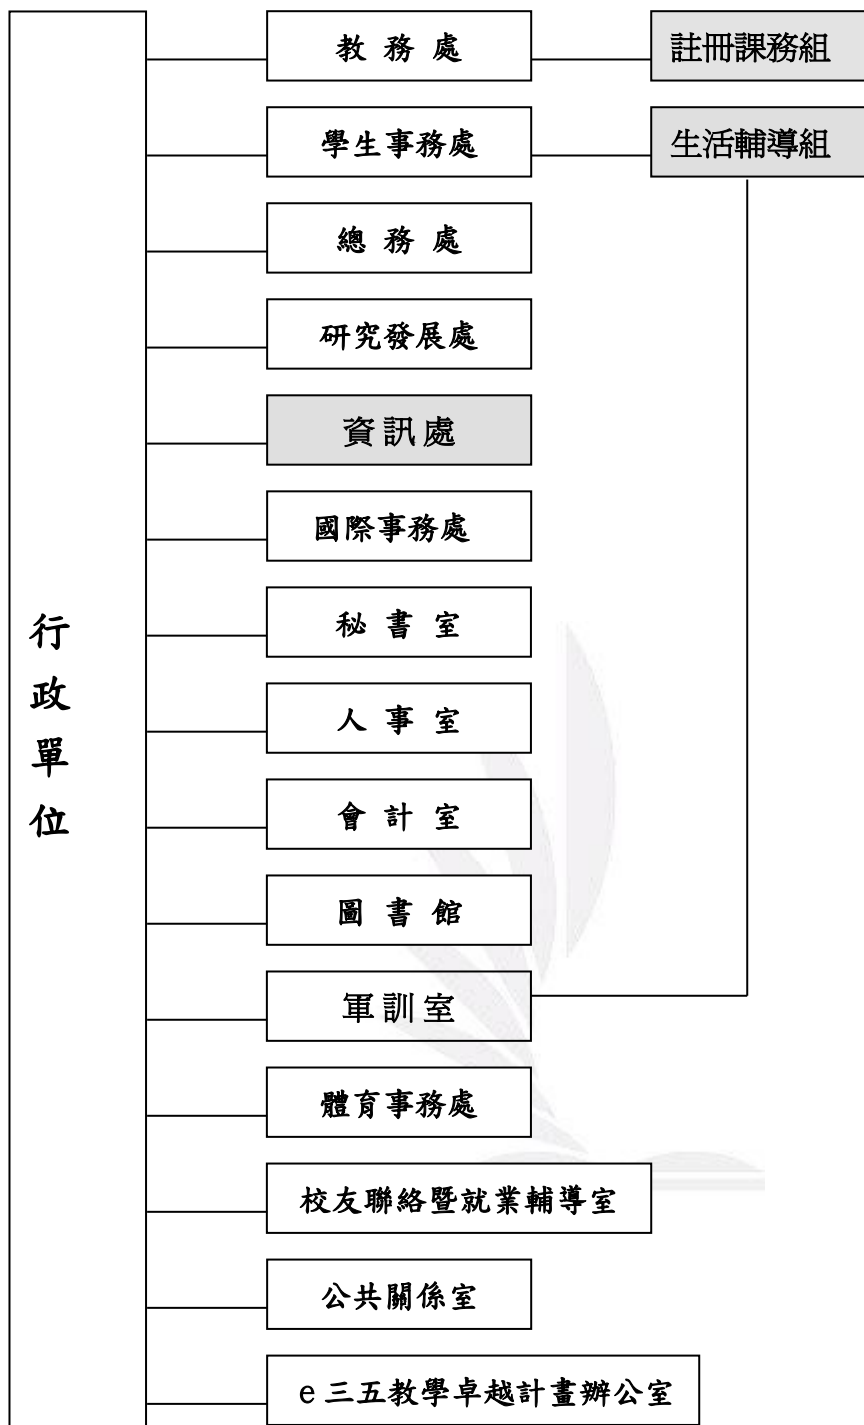 教 務 處
註冊課務組
學生事務處
生活輔導組
總 務 處
研究發展處
資訊處
國際事務處
秘 書 室
人 事 室
會 計 室
圖 書 館
軍訓室
體育事務處
校友聯絡暨就業輔導室
公共關係室
e 三五教學卓越計畫辦公室
行
政
單
位